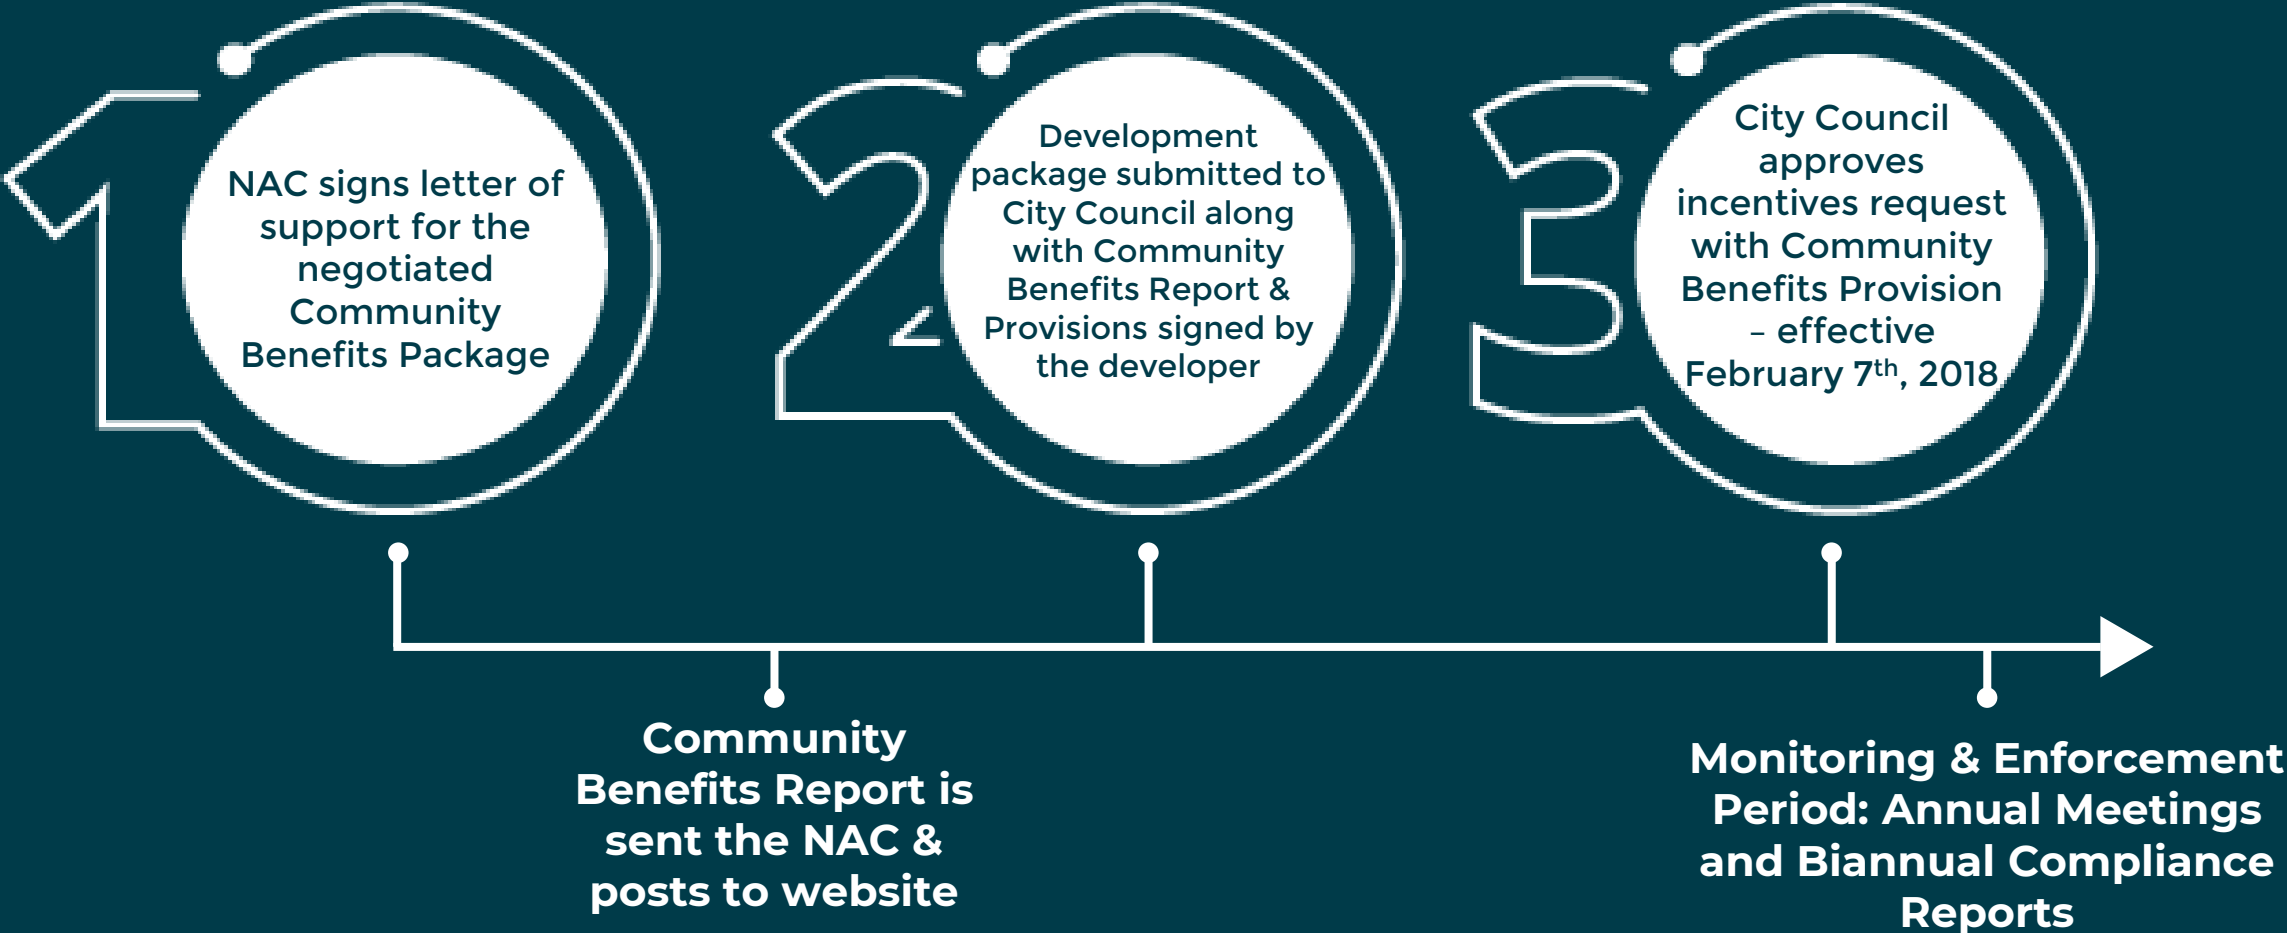 1
NAC signs letter of
support for the
negotiated
Community
Benefits Package
2
Development
package submitted to
City Council along
with Community
Benefits Report &
Provisions signed by
the developer
3
City Council
approves
incentives request
with Community
Benefits Provision
– effective
February 7th, 2018
Community
Benefits Report is
sent the NAC &
posts to website
Monitoring & Enforcement
Period: Annual Meetings
and Biannual Compliance
Reports